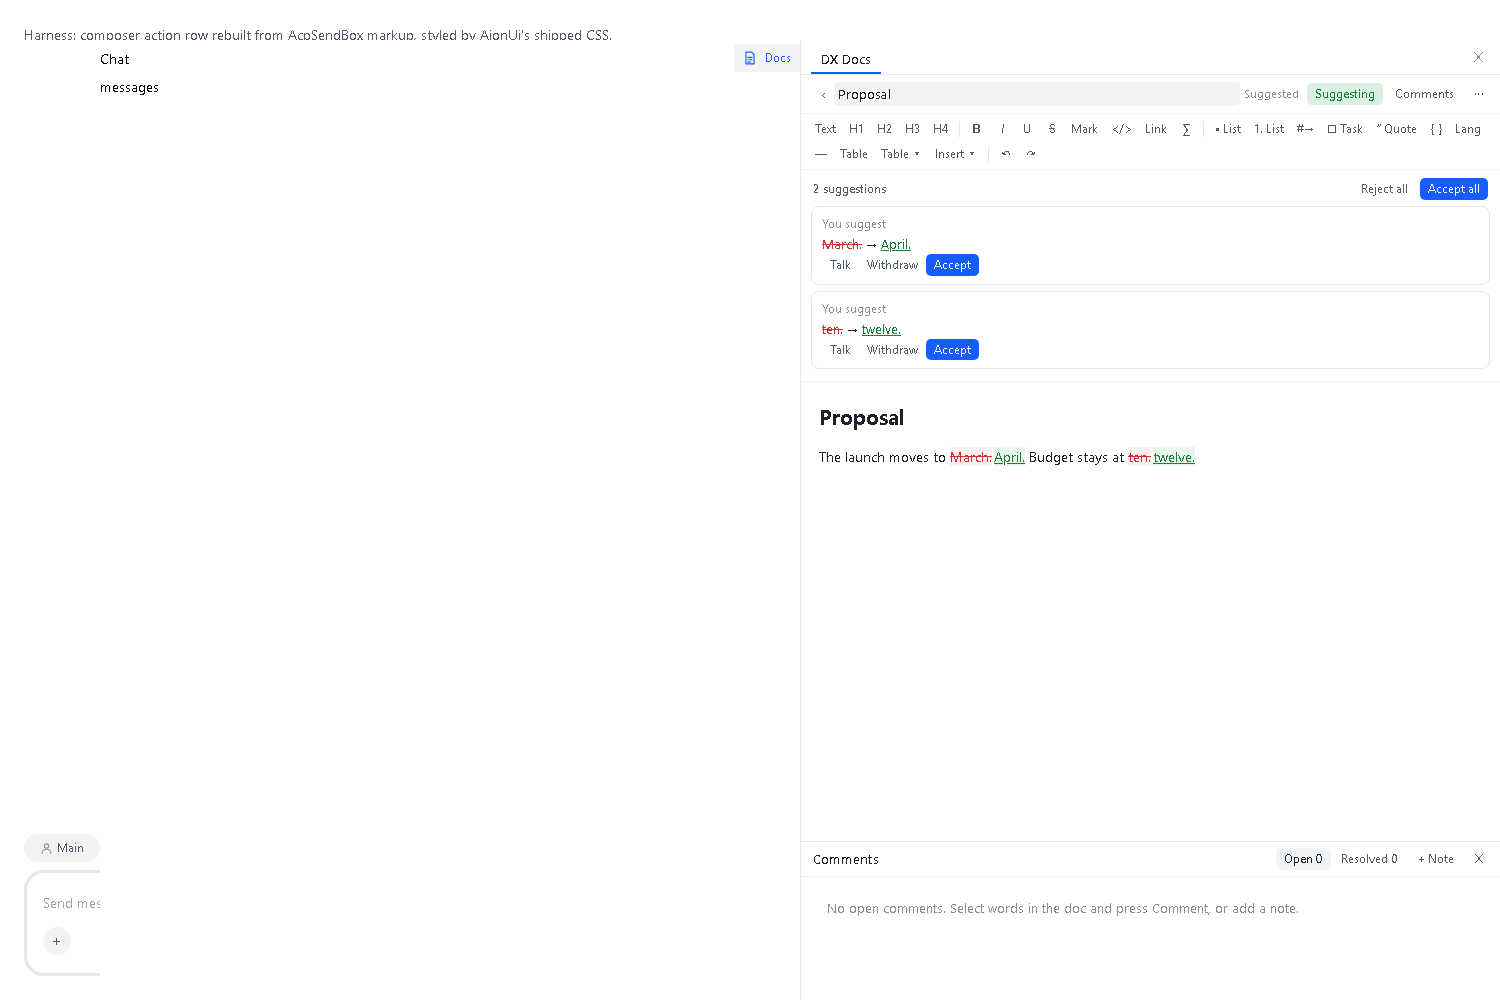 Harness: composer action row rebuilt from AcpSendBox markup, styled by AionUi's shipped CSS.
Chat
messages
Docs
DX Docs
Proposal Suggested Suggesting Comments ···
Text H1 H2 H3 H4 B I U S Mark </> Link ∑ • List 1. List #→ ☐ Task ” Quote { } Lang
— Table Table ▾ Insert ▾ ↶ ↷
2 suggestions Reject all Accept all
You suggest
March. → April.
Talk Withdraw Accept
You suggest
ten. → twelve.
Talk Withdraw Accept
Proposal
The launch moves to March. April. Budget stays at ten. twelve.
Main
Send mes
+
Comments Open 0 Resolved 0 + Note
No open comments. Select words in the doc and press Comment, or add a note.